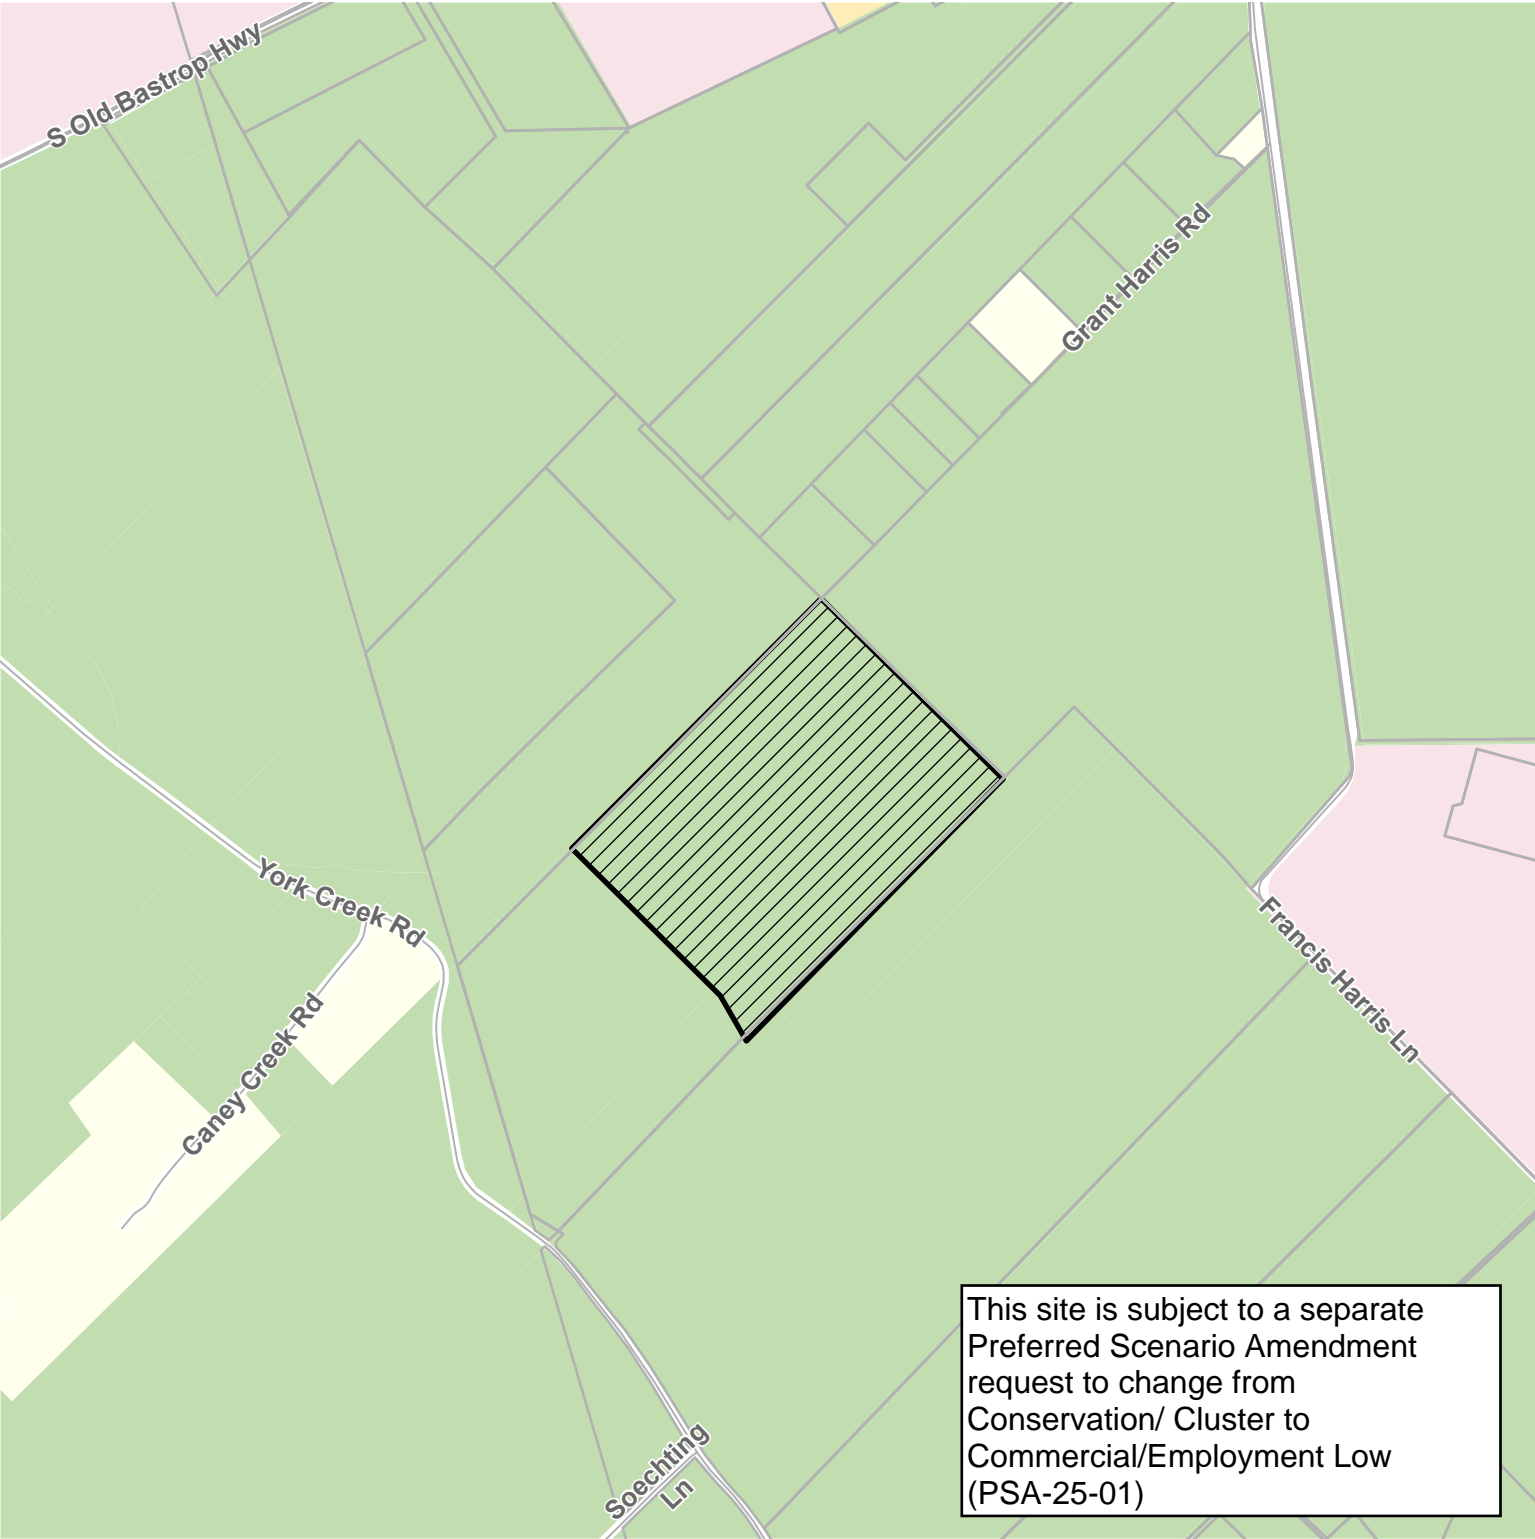 S Old Bastrop Hwy
Grant Harris Rd
York Creek Rd
Francis Harris Ln
Caney Creek Rd
This site is subject to a separate
Preferred Scenario Amendment
request to change from
Conservation/ Cluster to
Commercial/Employment Low
(PSA-25-01)
Soechting
Ln